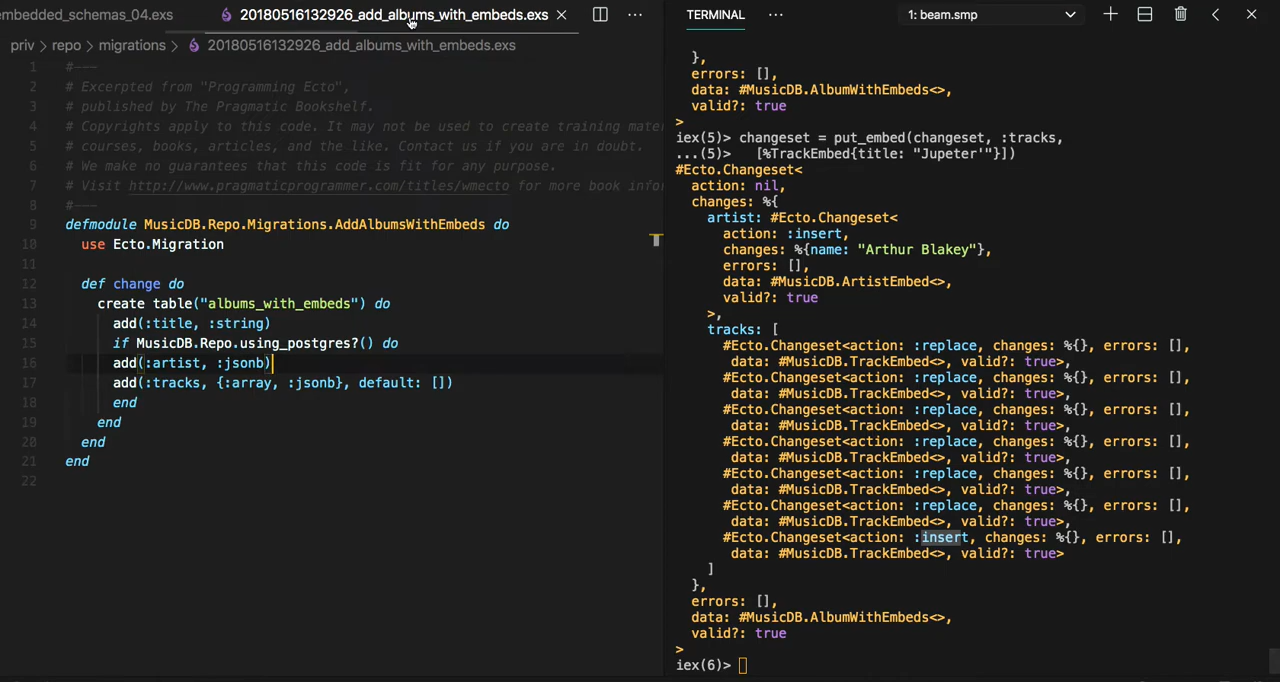 embedded_schemas_04.exs
20180516132926_add_albums_with_embeds.exs
priv > repo > migrations > 20180516132926_add_albums_with_embeds.exs
1 #---
2 # Excerpted from "Programming Ecto",
3 # published by The Pragmatic Bookshelf.
4 # Copyrights apply to this code. It may not be used to create training mate
5 # courses, books, articles, and the like. Contact us if you are in doubt.
6 # We make no guarantees that this code is fit for any purpose.
7 # Visit http://www.pragmaticprogrammer.com/titles/wmecto for more book info
8 #---
9 defmodule MusicDB.Repo.Migrations.AddAlbumsWithEmbeds do
10 use Ecto.Migration
11
12 def change do
13 create table("albums_with_embeds") do
14 add(:title, :string)
15 if MusicDB.Repo.using_postgres?() do
16 add(:artist, :jsonb)
17 add(:tracks, {:array, :jsonb}, default: [])
18 end
19 end
20 end
21 end
22
TERMINAL
1: beam.smp
},
errors: [],
data: #MusicDB.AlbumWithEmbeds<>,
valid?: true
>
iex(5)> changeset = put_embed(changeset, :tracks,
...(5)> [%TrackEmbed{title: "Jupeter'"}])
#Ecto.Changeset<
action: nil,
changes: %{
artist: #Ecto.Changeset<
action: :insert,
changes: %{name: "Arthur Blakey"},
errors: [],
data: #MusicDB.ArtistEmbed<>,
valid?: true
>,
tracks: [
#Ecto.Changeset<action: :replace, changes: %{}, errors: [],
data: #MusicDB.TrackEmbed<>, valid?: true>,
#Ecto.Changeset<action: :replace, changes: %{}, errors: [],
data: #MusicDB.TrackEmbed<>, valid?: true>,
#Ecto.Changeset<action: :replace, changes: %{}, errors: [],
data: #MusicDB.TrackEmbed<>, valid?: true>,
#Ecto.Changeset<action: :replace, changes: %{}, errors: [],
data: #MusicDB.TrackEmbed<>, valid?: true>,
#Ecto.Changeset<action: :replace, changes: %{}, errors: [],
data: #MusicDB.TrackEmbed<>, valid?: true>,
#Ecto.Changeset<action: :replace, changes: %{}, errors: [],
data: #MusicDB.TrackEmbed<>, valid?: true>,
#Ecto.Changeset<action: :insert, changes: %{}, errors: [],
data: #MusicDB.TrackEmbed<>, valid?: true>
]
},
errors: [],
data: #MusicDB.AlbumWithEmbeds<>,
valid?: true
>
iex(6)>